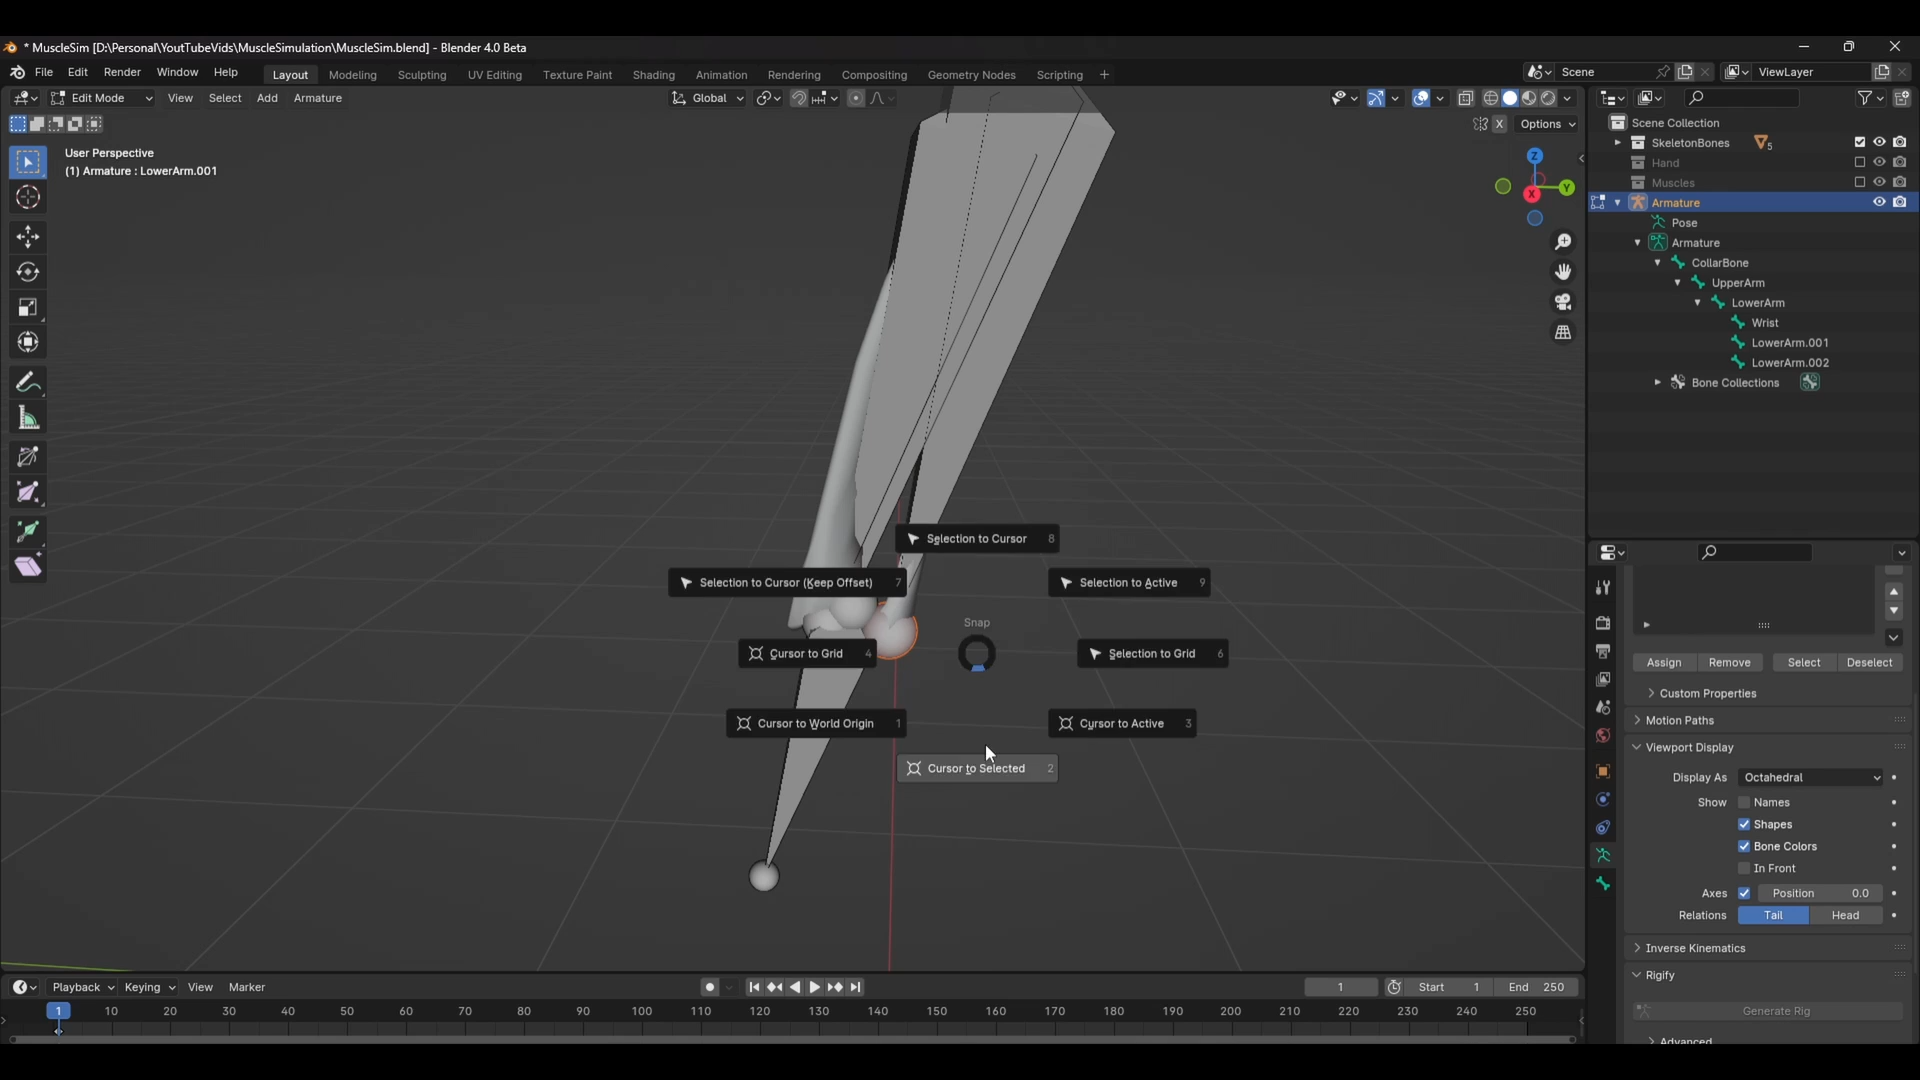 * MuscleSim [D:\Personal\YoutTubeVids\MuscleSimulation\MuscleSim.blend] - Blender 4.0 Beta
File Edit Render Window Help Layout Modeling Sculpting UV Editing Texture Paint Shading Animation Rendering Compositing Geometry Nodes Scripting + Scene ViewLayer
Edit Mode View Select Add Armature Global
X Options
User Perspective
(1) Armature : LowerArm.001
Z
Y
X
Scene Collection
SkeletonBones 5
Hand
Muscles
Armature
Pose
Armature
CollarBone
UpperArm
LowerArm
Wrist
LowerArm.001
LowerArm.002
Bone Collections
Selection to Cursor 8
Selection to Cursor (Keep Offset) 7
Selection to Active 9
Snap
Cursor to Grid 4
Selection to Grid 6
Cursor to World Origin 1
Cursor to Active 3
Cursor to Selected 2
Assign Remove Select Deselect
Custom Properties
Motion Paths
Viewport Display
Display As Octahedral
Show Names
Shapes
Bone Colors
In Front
Axes Position 0.0
Relations Tail Head
Inverse Kinematics
Rigify
Generate Rig
Advanced
Playback Keying View Marker 1 Start 1 End 250
1 10 20 30 40 50 60 70 80 90 100 110 120 130 140 150 160 170 180 190 200 210 220 230 240 250